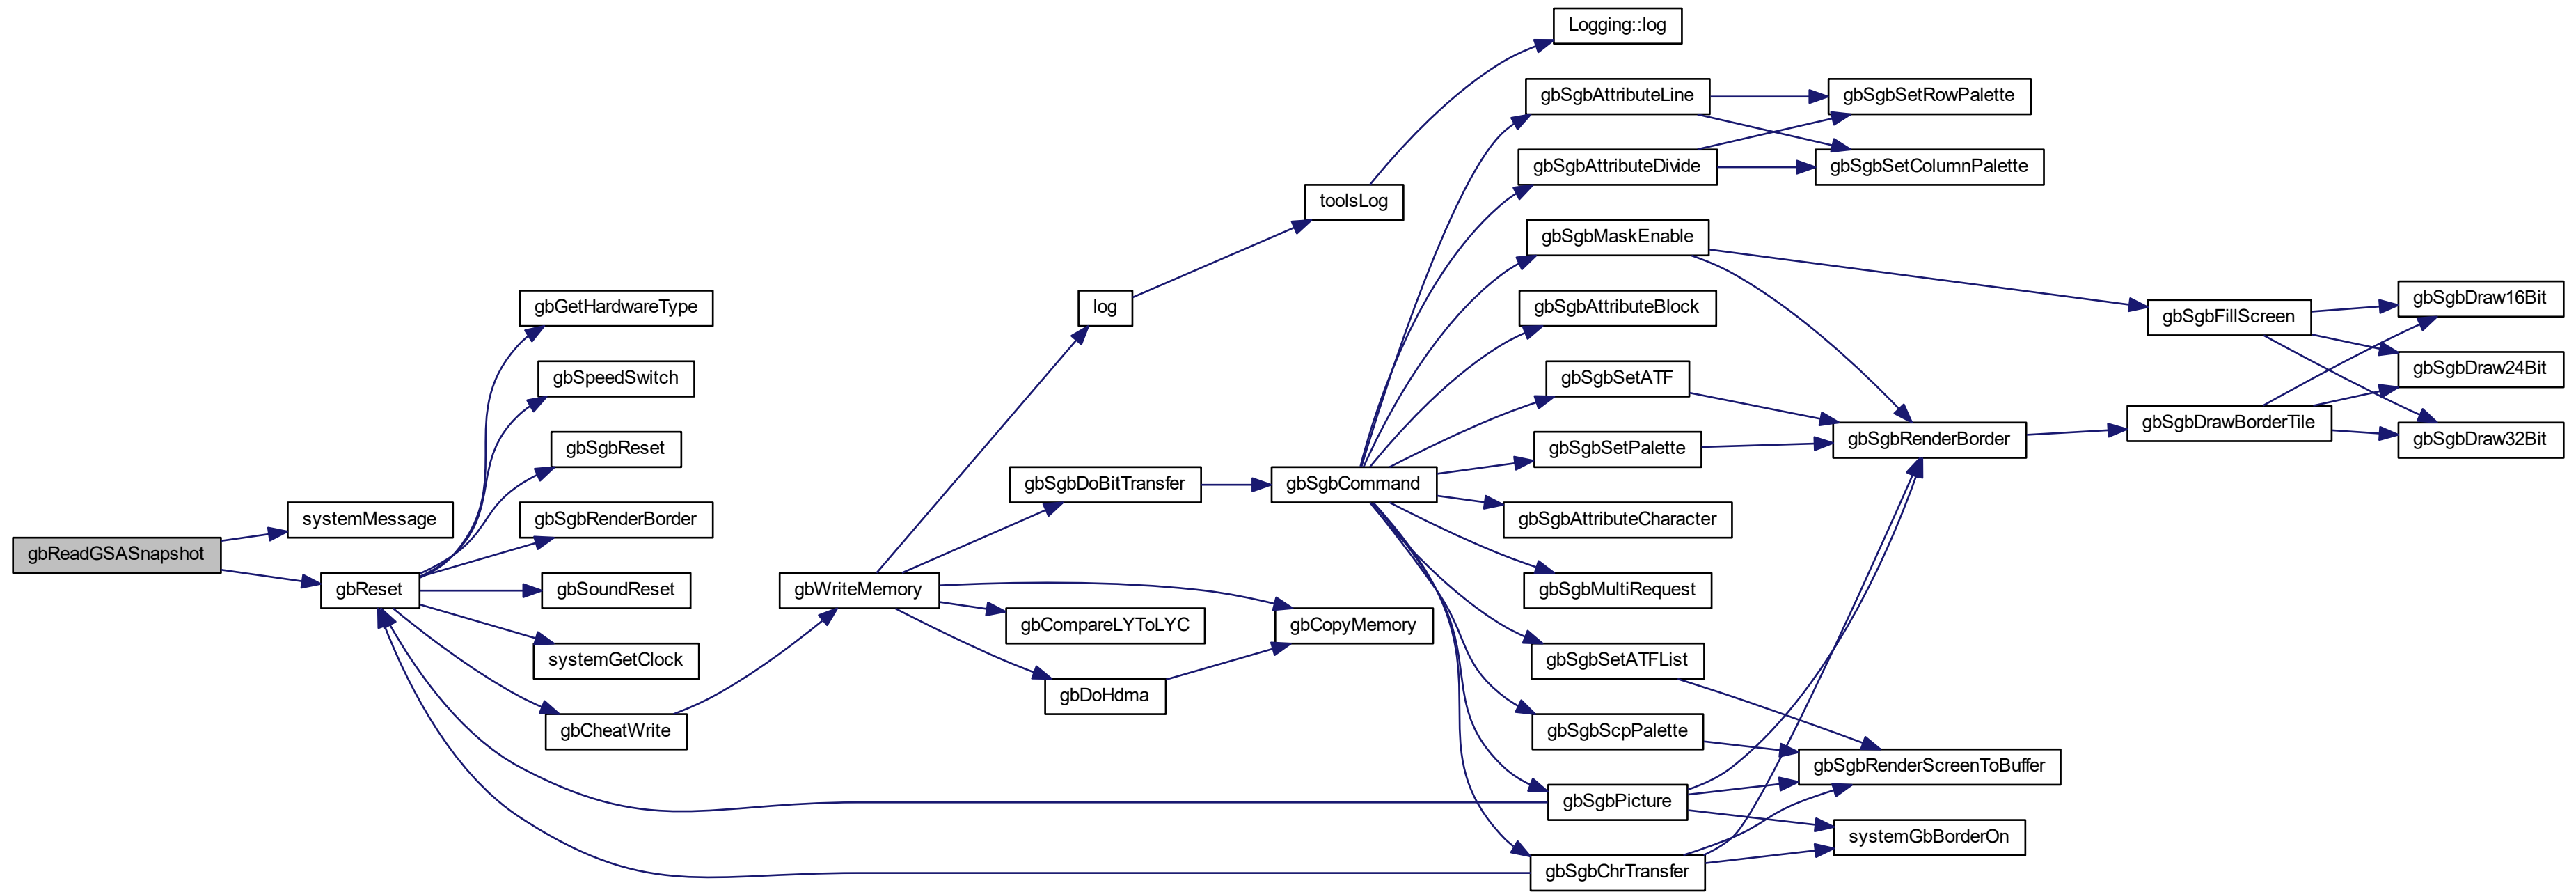 Logging::log
gbSgbAttributeLine
gbSgbSetRowPalette
gbSgbAttributeDivide
gbSgbSetColumnPalette
toolsLog
gbSgbMaskEnable
gbGetHardwareType
log
gbSgbAttributeBlock
gbSgbFillScreen
gbSgbDraw16Bit
gbSpeedSwitch
gbSgbSetATF
gbSgbDraw24Bit
gbSgbDrawBorderTile
gbSgbReset
gbSgbSetPalette
gbSgbRenderBorder
gbSgbDraw32Bit
gbSgbDoBitTransfer
gbSgbCommand
systemMessage
gbSgbRenderBorder
gbSgbAttributeCharacter
gbReadGSASnapshot
gbReset
gbSoundReset
gbWriteMemory
gbSgbMultiRequest
gbCompareLYToLYC
gbCopyMemory
systemGetClock
gbSgbSetATFList
gbDoHdma
gbCheatWrite
gbSgbScpPalette
gbSgbRenderScreenToBuffer
gbSgbPicture
systemGbBorderOn
gbSgbChrTransfer